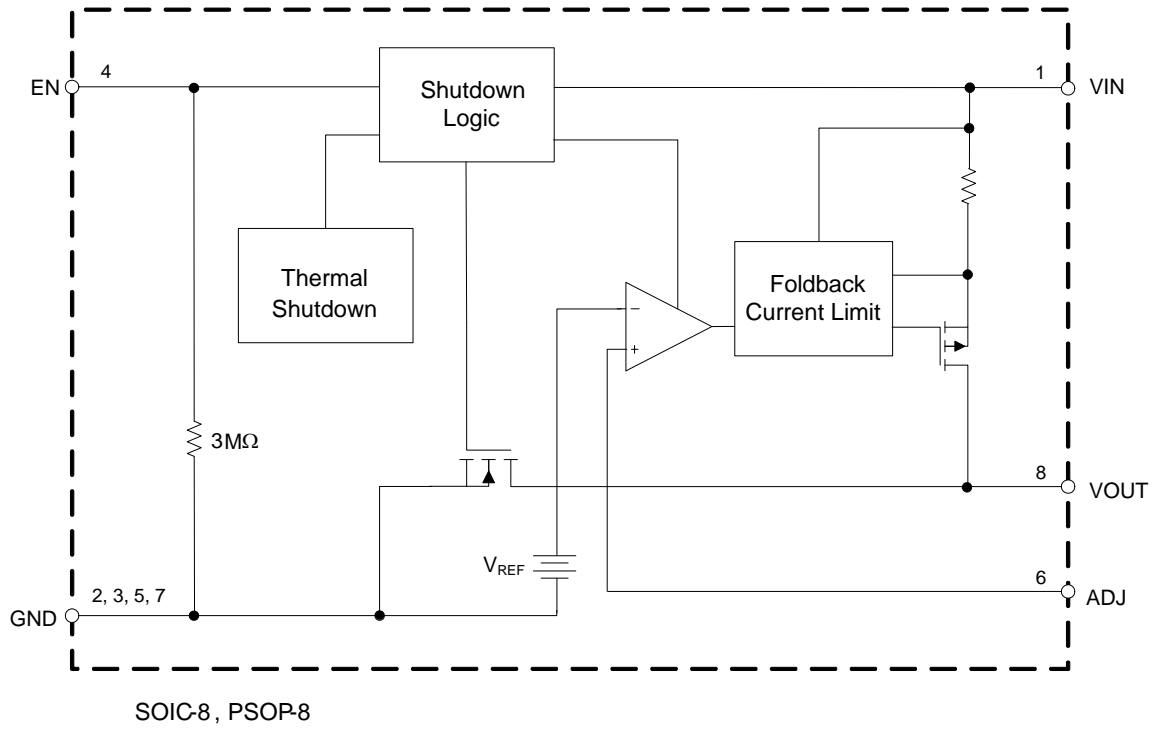 4
EN
Shutdown
Logic
1
VIN
Thermal
Shutdown
Foldback
Current Limit
−
+
3MΩ
8
VOUT
VREF
6
ADJ
2, 3, 5, 7
GND
SOIC-8, PSOP-8